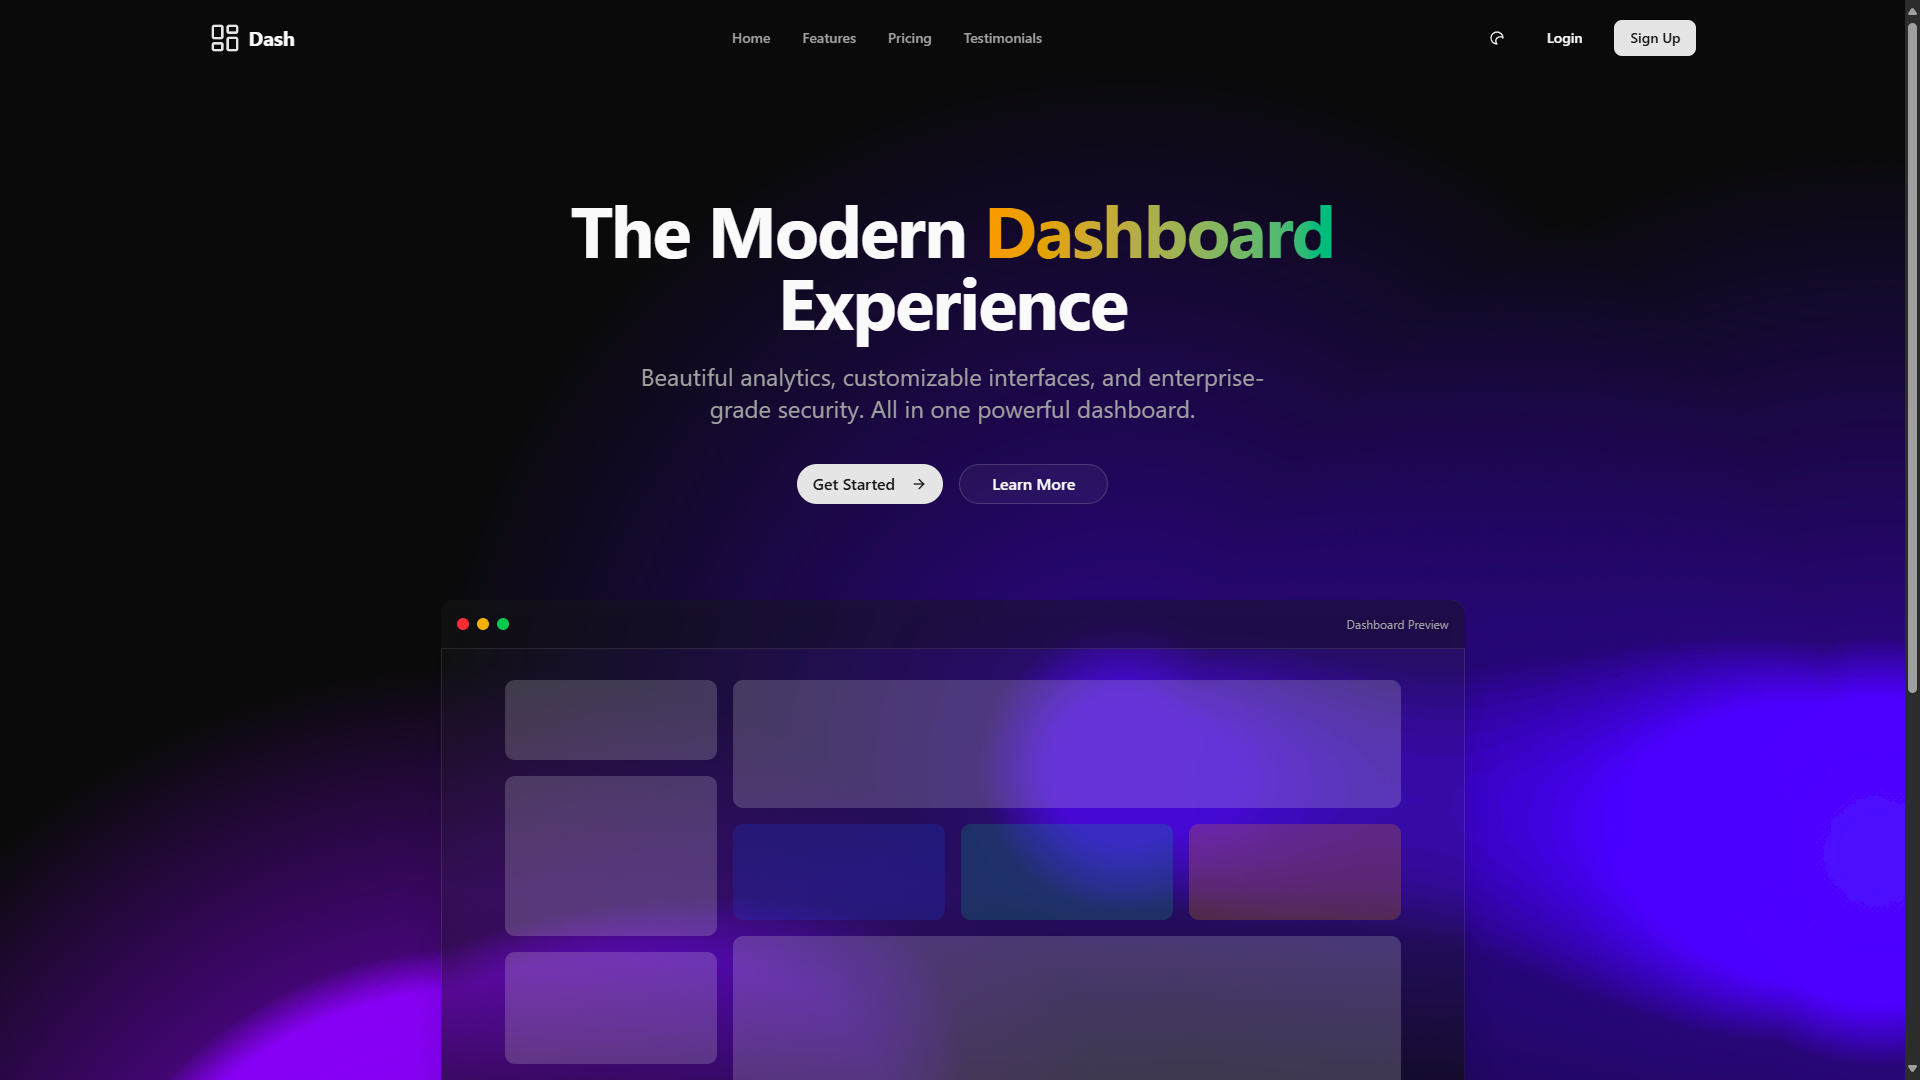 Dash
Home
Features
Pricing
Testimonials
Login
Sign Up
The Modern Dashboard
Experience
Beautiful analytics, customizable interfaces, and enterprise-
grade security. All in one powerful dashboard.
Get Started
Learn More
Dashboard Preview